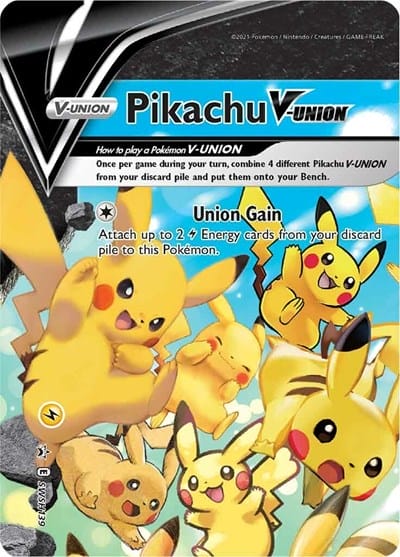 ©2021 Pokémon / Nintendo / Creatures / GAME FREAK
V-UNION
Pikachu V-UNION
How to play a Pokémon V-UNION
Once per game during your turn, combine 4 different Pikachu V-UNION
from your discard pile and put them onto your Bench.
Union Gain
Attach up to 2 Energy cards from your discard
pile to this Pokémon.
E SWSH139